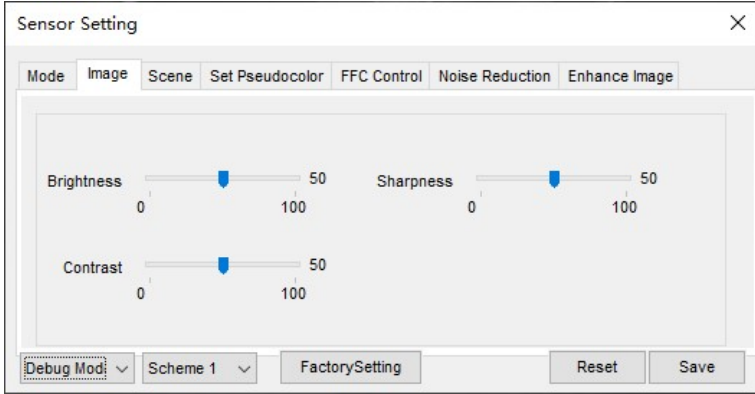 Sensor Setting
Mode Image Scene Set Pseudocolor FFC Control Noise Reduction Enhance Image
Brightness 50 Sharpness 50
0 100 0 100
Contrast 50
0 100
Debug Mod Scheme 1 FactorySetting Reset Save